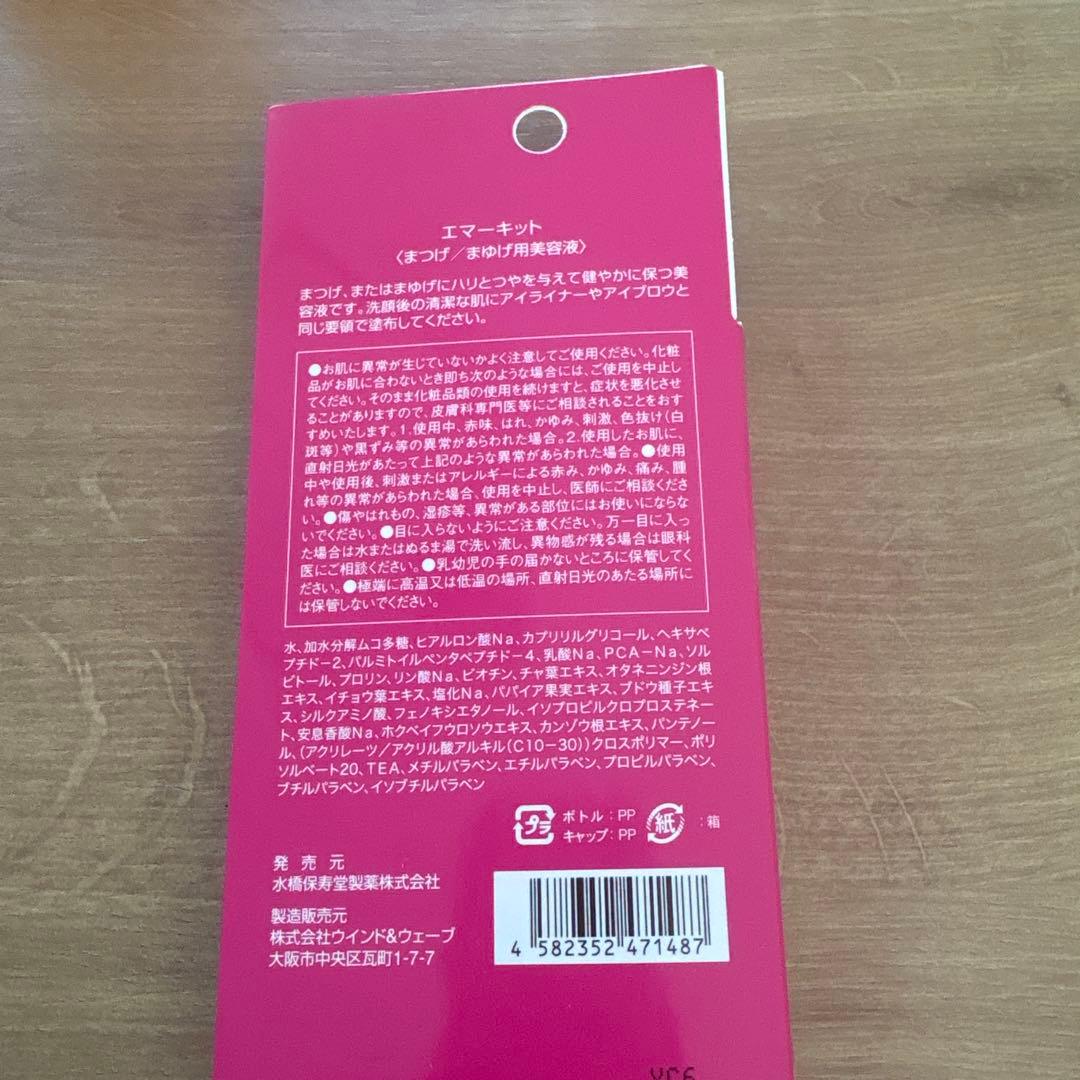 エマーキット
〈まつげ／まゆげ用美容液〉
まつげ、またはまゆげにハリとつやを与えて健やかに保つ美
容液です。洗顔後の清潔な肌にアイライナーやアイブロウと
同じ要領で塗布してください。
●お肌に異常が生じていないかよく注意してご使用ください。化粧
品がお肌に合わないとき即ち次のような場合には、ご使用を中止し
てください。そのまま化粧品類の使用を続けますと、症状を悪化させ
ることがありますので、皮膚科専門医等にご相談されることをおす
すめいたします。1.使用中、赤味、はれ、かゆみ、刺激、色抜け(白
斑等)や黒ずみ等の異常があらわれた場合。2.使用したお肌に、
直射日光があたって上記のような異常があらわれた場合。●使用
中や使用後、刺激またはアレルギーによる赤み、かゆみ、痛み、腫
れ等の異常があらわれた場合、使用を中止し、医師にご相談くださ
い。●傷やはれもの、湿疹等、異常がある部位にはお使いにならな
いでください。●目に入らないようにご注意ください。万一目に入っ
た場合は水またはぬるま湯で洗い流し、異物感が残る場合は眼科
医にご相談ください。●乳幼児の手の届かないところに保管してく
ださい。●極端に高温又は低温の場所、直射日光のあたる場所に
は保管しないでください。
水、加水分解ムコ多糖、ヒアルロン酸Na、カプリリルグリコール、ヘキサペ
プチド-2、パルミトイルペンタペプチド-4、乳酸Na、PCA-Na、ソル
ビトール、プロリン、リン酸Na、ビオチン、チャ葉エキス、オタネニンジン根
エキス、イチョウ葉エキス、塩化Na、パパイア果実エキス、ブドウ種子エキ
ス、シルクアミノ酸、フェノキシエタノール、イソプロピルクロプロステネー
ト、安息香酸Na、ホクベイフウロソウエキス、カンゾウ根エキス、パンテノー
ル、(アクリレーツ／アクリル酸アルキル(C10-30))クロスポリマー、ポリ
ソルベート20、TEA、メチルパラベン、エチルパラベン、プロピルパラベン、
ブチルパラベン、イソブチルパラベン
プラ ボトル：PP 紙 ：箱
キャップ：PP
発売元
水橋保寿堂製薬株式会社
製造販売元
株式会社ウインド&ウェーブ
大阪市中央区瓦町1-7-7
4 582352 471487